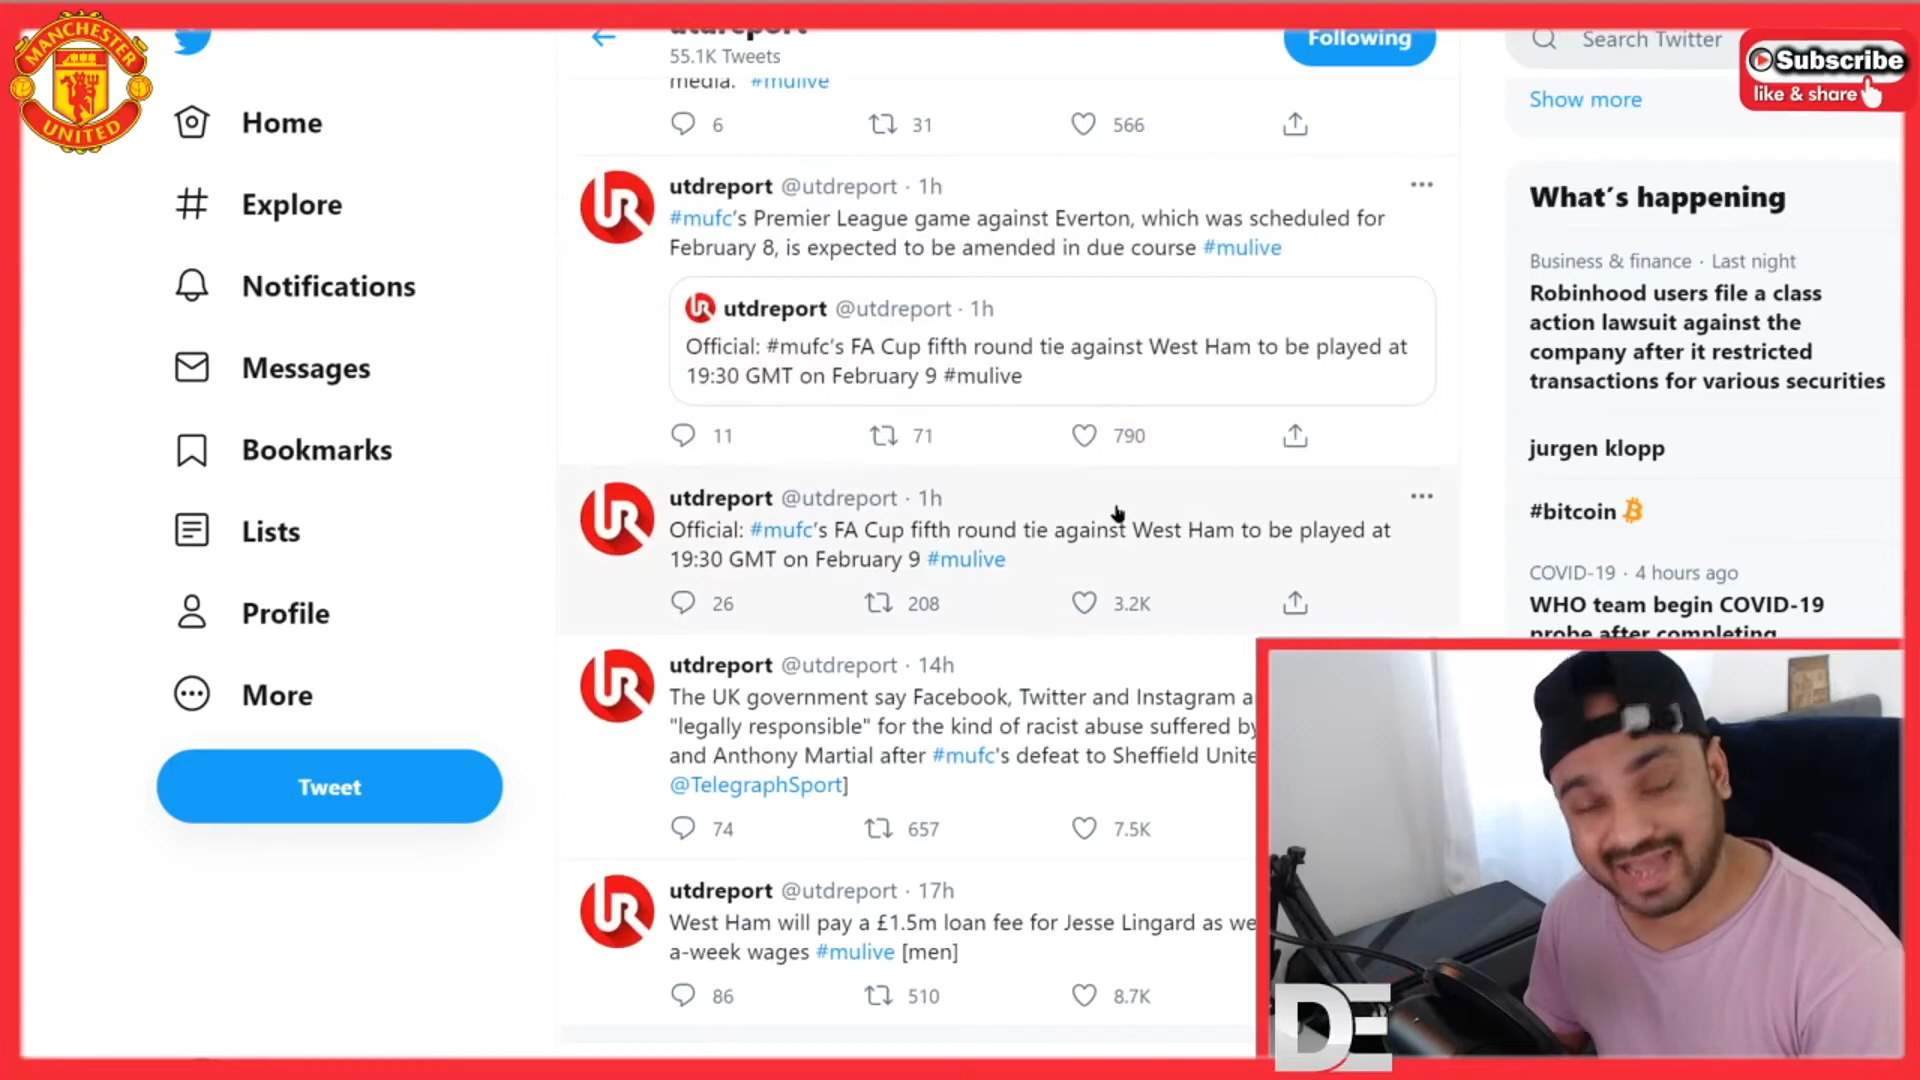 MANCHESTER
UNITED
utdreport
55.1K Tweets
Following
Search Twitter
Subscribe
like & share
Home
Explore
Notifications
Messages
Bookmarks
Lists
Profile
More
Tweet
media. #mulive
6 31 566
utdreport @utdreport · 1h
#mufc's Premier League game against Everton, which was scheduled for
February 8, is expected to be amended in due course #mulive
utdreport @utdreport · 1h
Official: #mufc's FA Cup fifth round tie against West Ham to be played at
19:30 GMT on February 9 #mulive
11 71 790
utdreport @utdreport · 1h
Official: #mufc's FA Cup fifth round tie against West Ham to be played at
19:30 GMT on February 9 #mulive
26 208 3.2K
utdreport @utdreport · 14h
The UK government say Facebook, Twitter and Instagram
"legally responsible" for the kind of racist abuse suffered by
and Anthony Martial after #mufc's defeat to Sheffield
@TelegraphSport]
74 657 7.5K
utdreport @utdreport · 17h
West Ham will pay a £1.5m loan fee for Jesse Lingard as
a-week wages #mulive [men]
86 510 8.7K
Show more
What's happening
Business & finance · Last night
Robinhood users file a class
action lawsuit against the
company after it restricted
transactions for various securities
jurgen klopp
#bitcoin
COVID-19 · 4 hours ago
WHO team begin COVID-19
probe after completing
DE